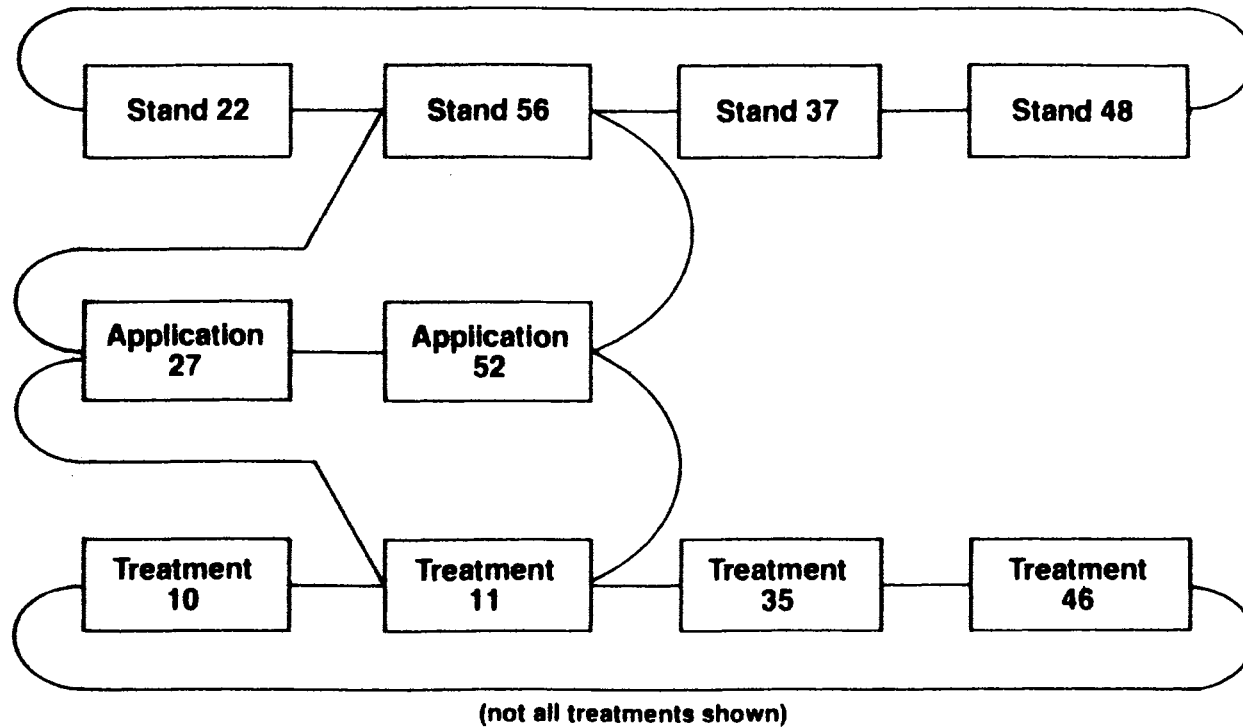 Stand 22
Stand 56
Stand 37
Stand 48
Application
27
Application
52
Treatment
10
Treatment
11
Treatment
35
Treatment
46
(not all treatments shown)